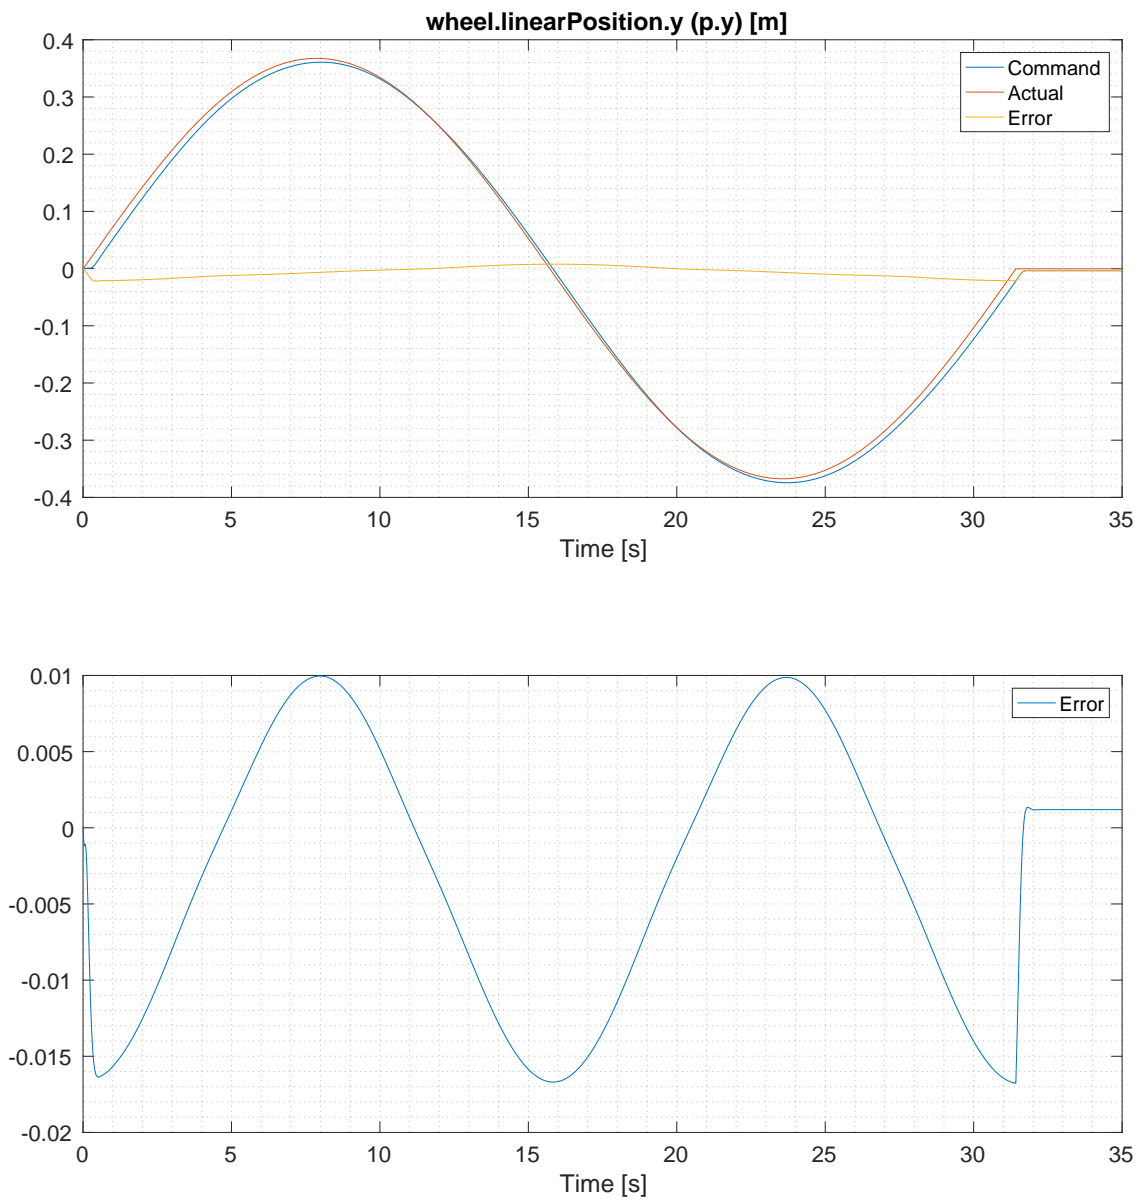 wheel.linearPosition.y (p.y) [m]
0.4
0.3
0.2
0.1
0
-0.1
-0.2
-0.3
-0.4
Command
Actual
Error
0 5 10 15 20 25 30 35
Time [s]
0.01
0.005
0
-0.005
-0.01
-0.015
-0.02
Error
0 5 10 15 20 25 30 35
Time [s]